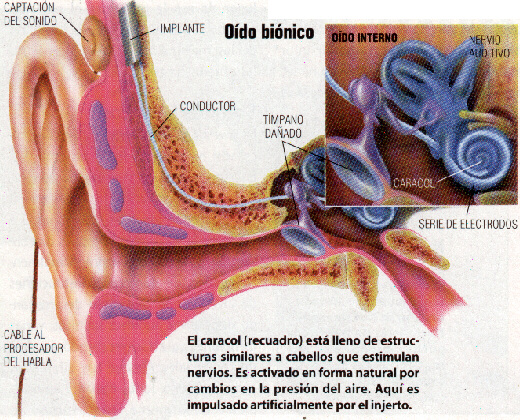 CAPTACIÓN
DEL SONIDO
IMPLANTE
Oído biónico
OÍDO INTERNO
NERVIO
AUDITIVO
CONDUCTOR
TÍMPANO
DAÑADO
CARACOL
SERIE DE ELECTRODOS
CABLE AL
PROCESADOR
DEL HABLA
El caracol (recuadro) está lleno de estruc-
turas similares a cabellos que estimulan
nervios. Es activado en forma natural por
cambios en la presión del aire. Aquí es
impulsado artificialmente por el injerto.